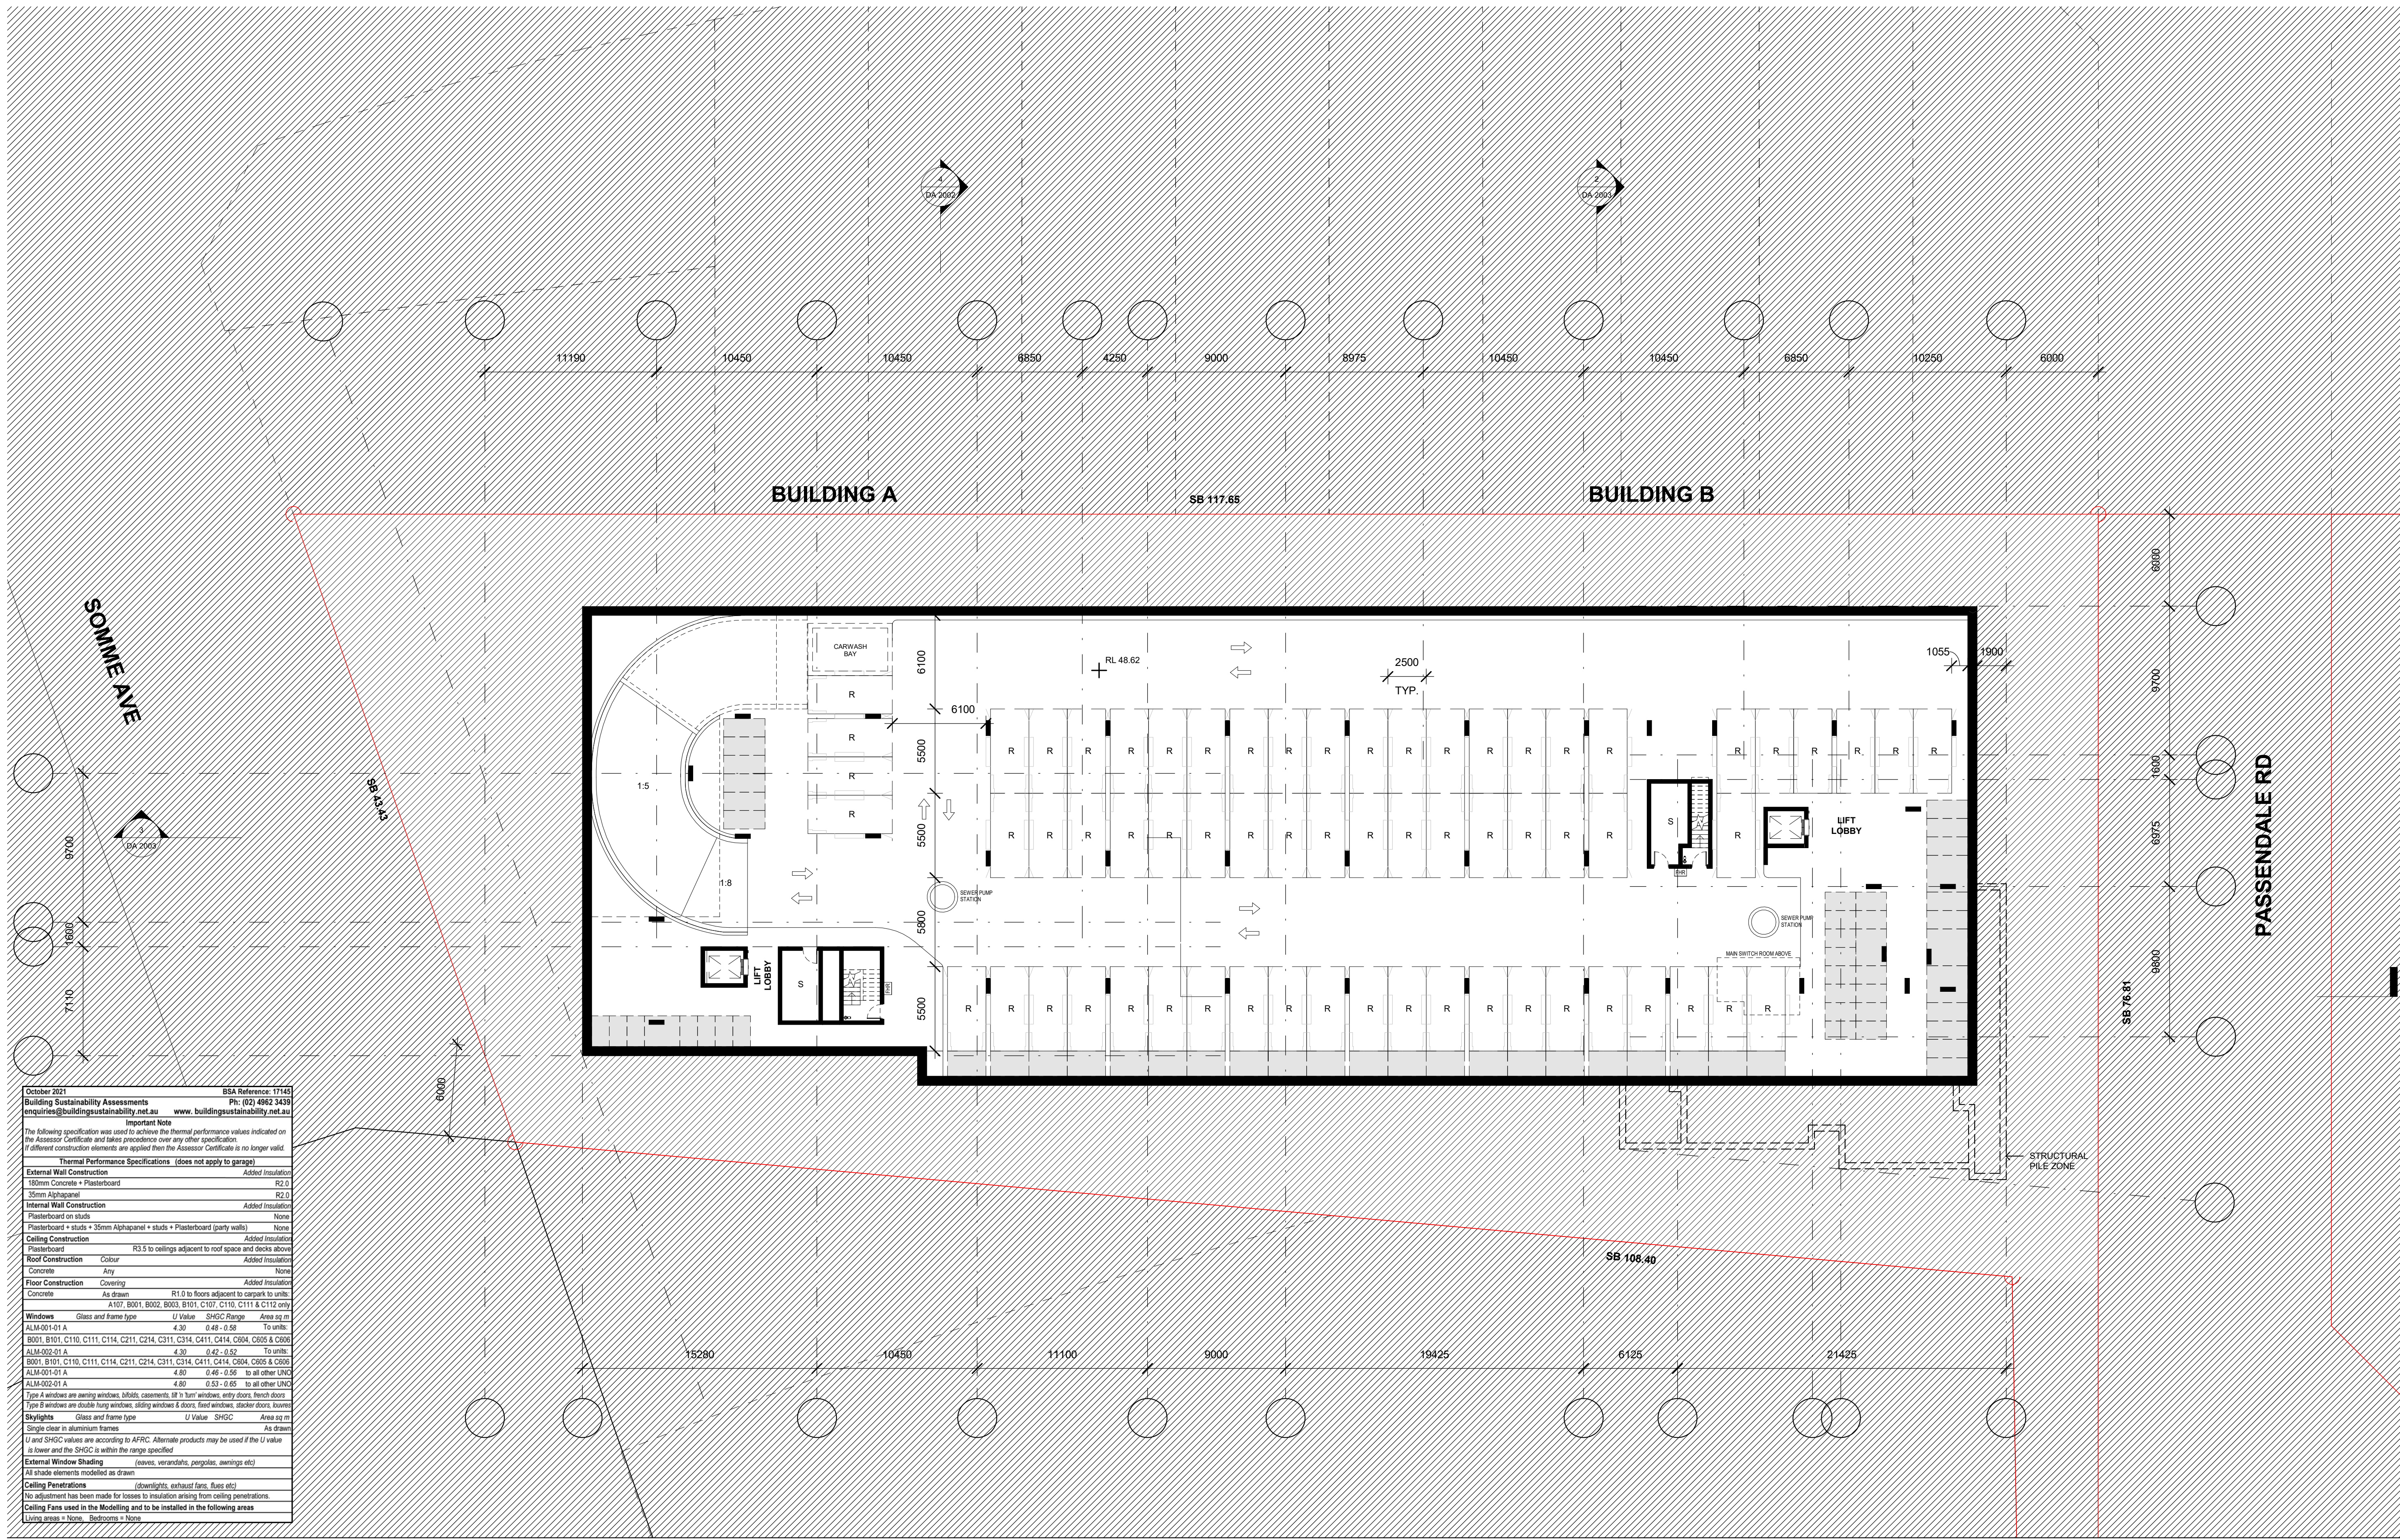 4
DA 2002
2
DA 2003
11190 10450 10450 6850 4250 9000 8975 10450 10450 6850 10250 6000
BUILDING A
SB 117.65
BUILDING B
SOMME AVE
SB 43.43
3
DA 2003
9700
1600
7110
6000
CARWASH
BAY
R
R
R
R
1:5
1:8
6100
6100
5500
5500
5800
5500
RL 48.62
2500
TYP.
1055
1900
R R R R R R R R R R R R R R R R R R R R R R
R R R R R R R R R R R R R R R R R
S
FHR
LIFT
LOBBY
SEWER PUMP
STATION
SEWER PUMP
STATION
MAIN SWITCH ROOM ABOVE
LIFT
LOBBY
S
FHR
R R R R R R R R R R R R R R R R R R R R R
6000
9700
1600
6975
9800
PASSENDALE RD
SB 76.81
STRUCTURAL
PILE ZONE
SB 108.40
15280 10450 11100 9000 19425 6125 21425
October 2021 BSA Reference: 17145
Building Sustainability Assessments Ph: (02) 4962 3439
enquiries@buildingsustainability.net.au www. buildingsustainability.net.au
Important Note
The following specification was used to achieve the thermal performance values indicated on
the Assessor Certificate and takes precedence over any other specification.
If different construction elements are applied then the Assessor Certificate is no longer valid.
Thermal Performance Specifications (does not apply to garage)
External Wall Construction Added Insulation
180mm Concrete + Plasterboard R2.0
35mm Alphapanel R2.0
Internal Wall Construction Added Insulation
Plasterboard on studs None
Plasterboard + studs + 35mm Alphapanel + studs + Plasterboard (party walls) None
Ceiling Construction Added Insulation
Plasterboard R3.5 to ceilings adjacent to roof space and decks above
Roof Construction Colour Added Insulation
Concrete Any None
Floor Construction Covering Added Insulation
Concrete As drawn R1.0 to floors adjacent to carpark to units:
A107, B001, B002, B003, B101, C107, C110, C111 & C112 only
Windows Glass and frame type U Value SHGC Range Area sq m
ALM-001-01 A 4.30 0.48 - 0.58 To units:
B001, B101, C110, C111, C114, C211, C214, C311, C314, C411, C414, C604, C605 & C606
ALM-002-01 A 4.30 0.42 - 0.52 To units:
B001, B101, C110, C111, C114, C211, C214, C311, C314, C411, C414, C604, C605 & C606
ALM-001-01 A 4.80 0.46 - 0.56 to all other UNO
ALM-002-01 A 4.80 0.53 - 0.65 to all other UNO
Type A windows are awning windows, bifolds, casements, tilt 'n 'turn' windows, entry doors, french doors
Type B windows are double hung windows, sliding windows & doors, fixed windows, stacker doors, louvres
Skylights Glass and frame type U Value SHGC Area sq m
Single clear in aluminium frames As drawn
U and SHGC values are according to AFRC. Alternate products may be used if the U value
is lower and the SHGC is within the range specified
External Window Shading (eaves, verandahs, pergolas, awnings etc)
All shade elements modelled as drawn
Ceiling Penetrations (downlights, exhaust fans, flues etc)
No adjustment has been made for losses to insulation arising from ceiling penetrations.
Ceiling Fans used in the Modelling and to be installed in the following areas
Living areas = None, Bedrooms = None